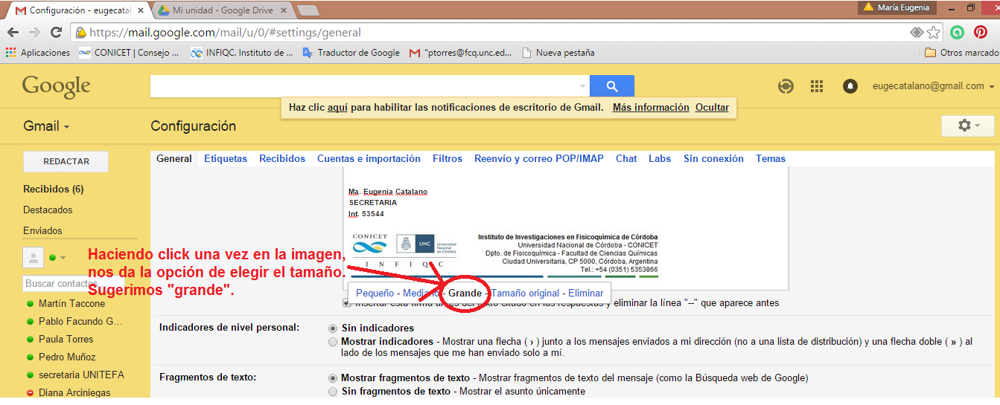 Configuración - eugecatal
Mi unidad - Google Drive
María Eugenia
https://mail.google.com/mail/u/0/#settings/general
Aplicaciones
CONICET | Consejo ...
INFIQC. Instituto de ...
Traductor de Google
"ptorres@fcq.unc.ed...
Nueva pestaña
Otros marcado
Google
eugecatalano@gmail.com
Haz clic aquí para habilitar las notificaciones de escritorio de Gmail. Más información Ocultar
Gmail
Configuración
REDACTAR
General Etiquetas Recibidos Cuentas e importación Filtros Reenvío y correo POP/IMAP Chat Labs Sin conexión Temas
Recibidos (6)
Destacados
Enviados
Buscar contactos
Martín Taccone
Pablo Facundo G...
Paula Torres
Pedro Muñoz
secretaria UNITEFA
Diana Arciniegas
Ma. Eugenia Catalano
SECRETARIA
Int. 53544
CONICET
UNC
Universidad
Nacional
de Córdoba
INFIQC
Instituto de Investigaciones en Fisicoquímica de Córdoba
Universidad Nacional de Córdoba - CONICET
Dpto. de Fisicoquímica - Facultad de Ciencias Químicas
Ciudad Universitaria, CP 5000, Córdoba, Argentina
Tel.: +54 (0351) 5353866
Haciendo click una vez en la imagen,
nos da la opción de elegir el tamaño.
Sugerimos "grande".
Pequeño - Mediano - Grande - Tamaño original - Eliminar
Insertar esta firma antes del texto citado en las respuestas y eliminar la línea "--" que aparece antes
Indicadores de nivel personal:
Sin indicadores
Mostrar indicadores - Mostrar una flecha ( › ) junto a los mensajes enviados a mi dirección (no a una lista de distribución) y una flecha doble ( » ) al
lado de los mensajes que me han enviado solo a mí.
Fragmentos de texto:
Mostrar fragmentos de texto - Mostrar fragmentos de texto del mensaje (como la Búsqueda web de Google)
Sin fragmentos de texto - Mostrar el asunto únicamente